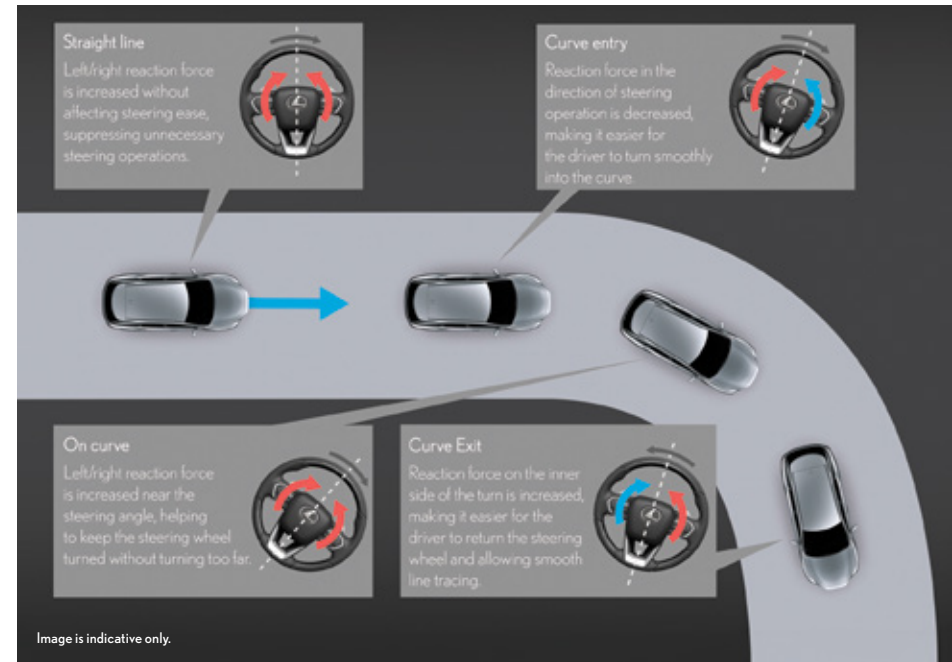 Straight line
Left/right reaction force
is increased without
affecting steering ease,
suppressing unnecessary
steering operations.
Curve entry
Reaction force in the
direction of steering
operation is decreased,
making it easier for
the driver to turn smoothly
into the curve.
On curve
Left/right reaction force
is increased near the
steering angle, helping
to keep the steering wheel
turned without turning too far.
Curve Exit
Reaction force on the inner
side of the turn is increased,
making it easier for the
driver to return the steering
wheel and allowing smooth
line tracing.
Image is indicative only.